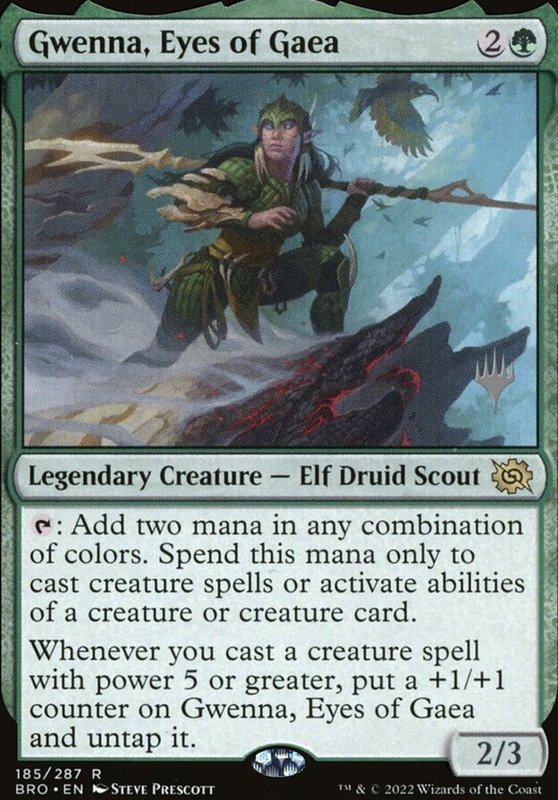 Gwenna, Eyes of Gaea 2
Legendary Creature — Elf Druid Scout
: Add two mana in any combination
of colors. Spend this mana only to
cast creature spells or activate abilities
of a creature or creature card.
Whenever you cast a creature spell
with power 5 or greater, put a +1/+1
counter on Gwenna, Eyes of Gaea
and untap it.
2/3
185/287 R
BRO • EN STEVE PRESCOTT
™ & © 2022 Wizards of the Coast